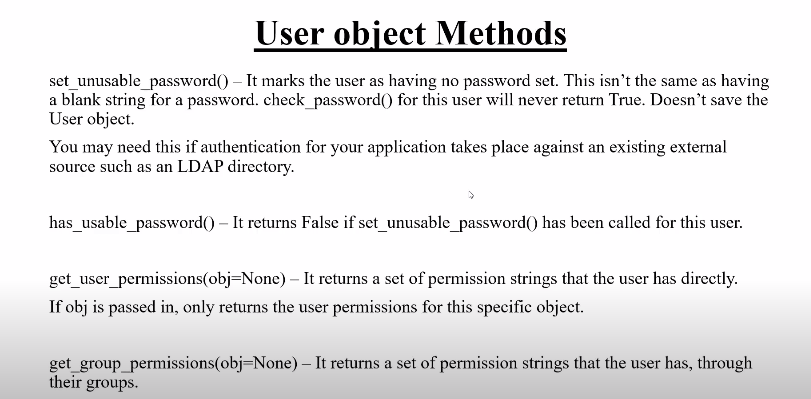 User object Methods
set_unusable_password() – It marks the user as having no password set. This isn’t the same as having
a blank string for a password. check_password() for this user will never return True. Doesn’t save the
User object.
You may need this if authentication for your application takes place against an existing external
source such as an LDAP directory.
has_usable_password() – It returns False if set_unusable_password() has been called for this user.
get_user_permissions(obj=None) – It returns a set of permission strings that the user has directly.
If obj is passed in, only returns the user permissions for this specific object.
get_group_permissions(obj=None) – It returns a set of permission strings that the user has, through
their groups.